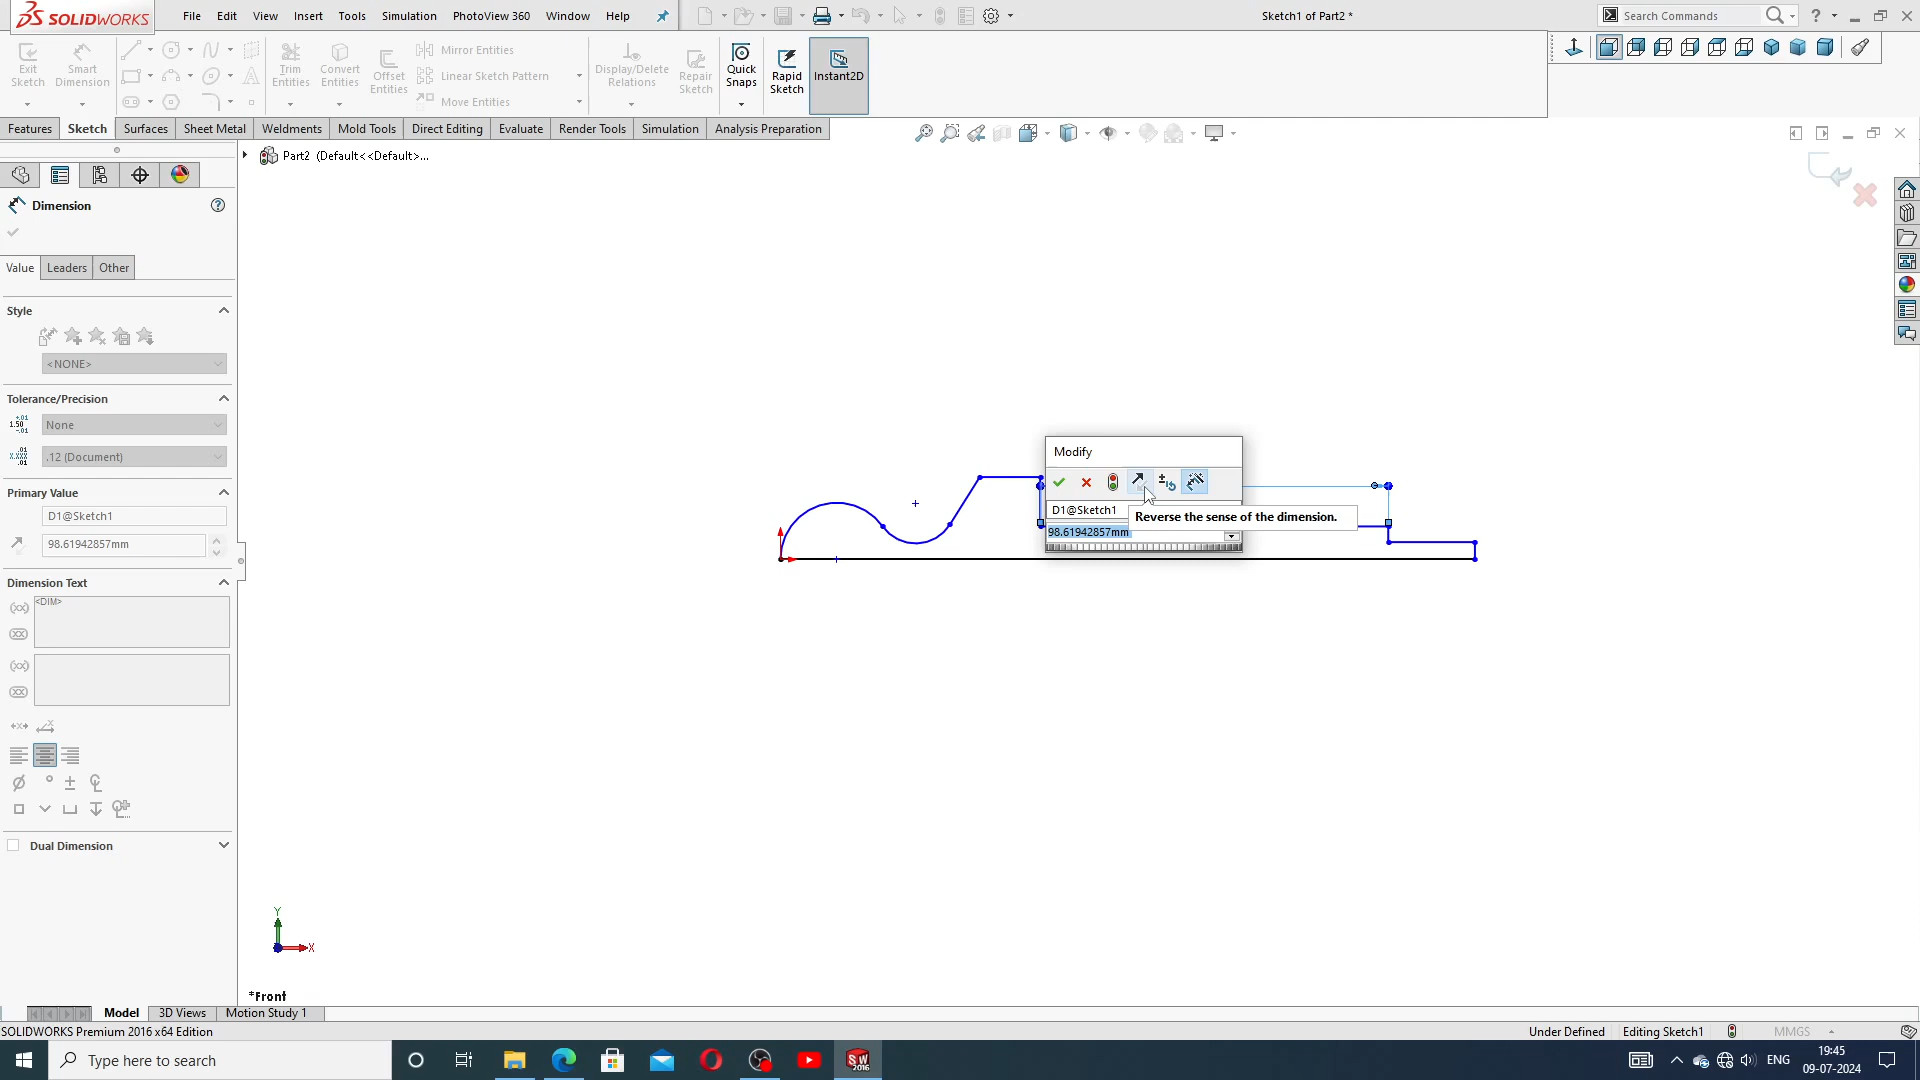 SOLIDWORKS
File Edit View Insert Tools Simulation PhotoView 360 Window Help
Sketch1 of Part2 *
Search Commands
Exit Sketch
Smart Dimension
Trim Entities
Convert Entities
Offset Entities
Mirror Entities
Linear Sketch Pattern
Move Entities
Display/Delete Relations
Repair Sketch
Quick Snaps
Rapid Sketch
Instant2D
Features Sketch Surfaces Sheet Metal Weldments Mold Tools Direct Editing Evaluate Render Tools Simulation Analysis Preparation
Part2 (Default<<Default>...
Dimension
Value Leaders Other
Style
<NONE>
Tolerance/Precision
None
.12 (Document)
Primary Value
D1@Sketch1
98.61942857mm
Dimension Text
<DIM>
Dual Dimension
Modify
D1@Sketch1
98.61942857mm
Reverse the sense of the dimension.
Y
X
*Front
Model 3D Views Motion Study 1
SOLIDWORKS Premium 2016 x64 Edition
Under Defined Editing Sketch1 MMGS
Type here to search
ENG
19:45
09-07-2024